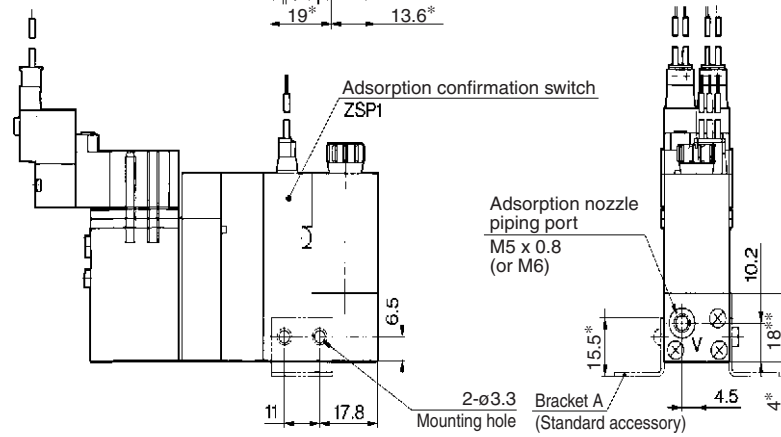 19* 13.6*
Adsorption confirmation switch
ZSP1
Adsorption nozzle
piping port
M5 x 0.8
(or M6)
10.2
6.5
15.5*
18**
V
2-ø3.3
Mounting hole
Bracket A
(Standard accessory)
4.5
4*
11
17.8